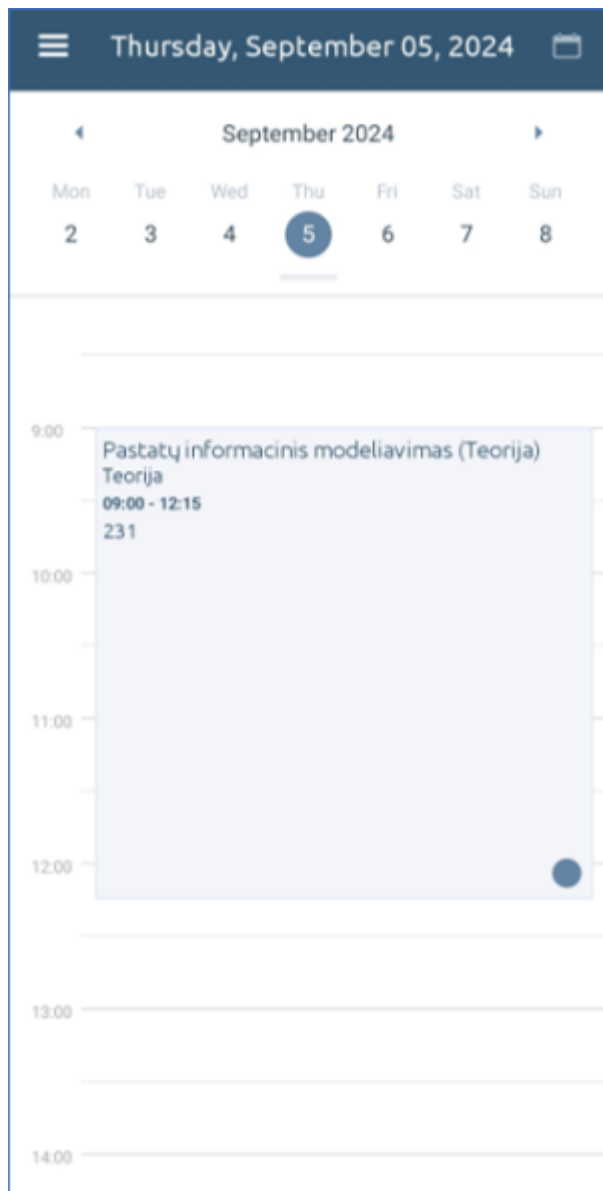 Thursday, September 05, 2024
September 2024
Mon Tue Wed Thu Fri Sat Sun
2 3 4 5 6 7 8
9:00
Pastatų informacinis modeliavimas (Teorija)
Teorija
09:00 - 12:15
231
10:00
11:00
12:00
13:00
14:00